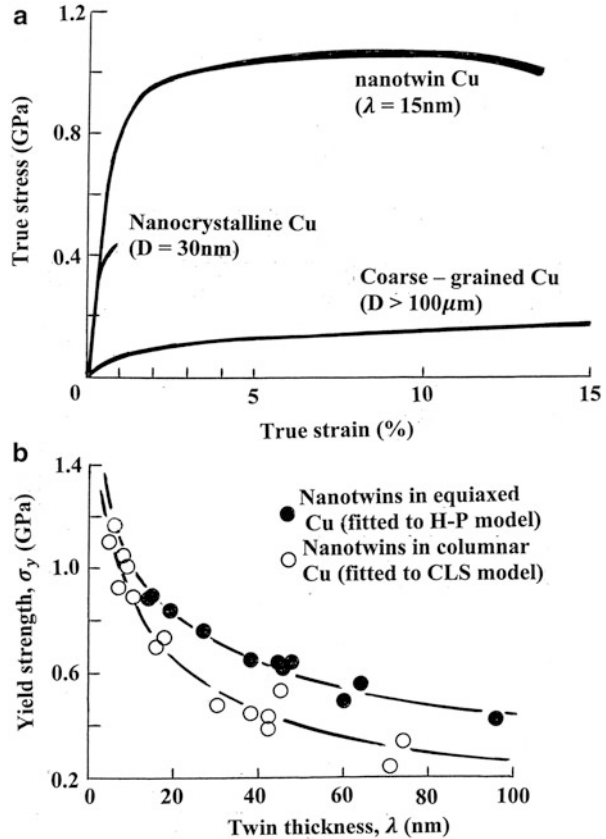 a
1.2
nanotwin Cu
(λ = 15nm)
0.8
True stress (GPa)
Nanocrystalline Cu
(D = 30nm)
0.4
Coarse – grained Cu
(D > 100μm)
0
0 5 10 15
True strain (%)
b
1.4
Nanotwins in equiaxed
Cu (fitted to H-P model)
Nanotwins in columnar
Cu (fitted to CLS model)
1.0
Yield strength, σy (GPa)
0.6
0.2
0 20 40 60 80 100
Twin thickness, λ (nm)